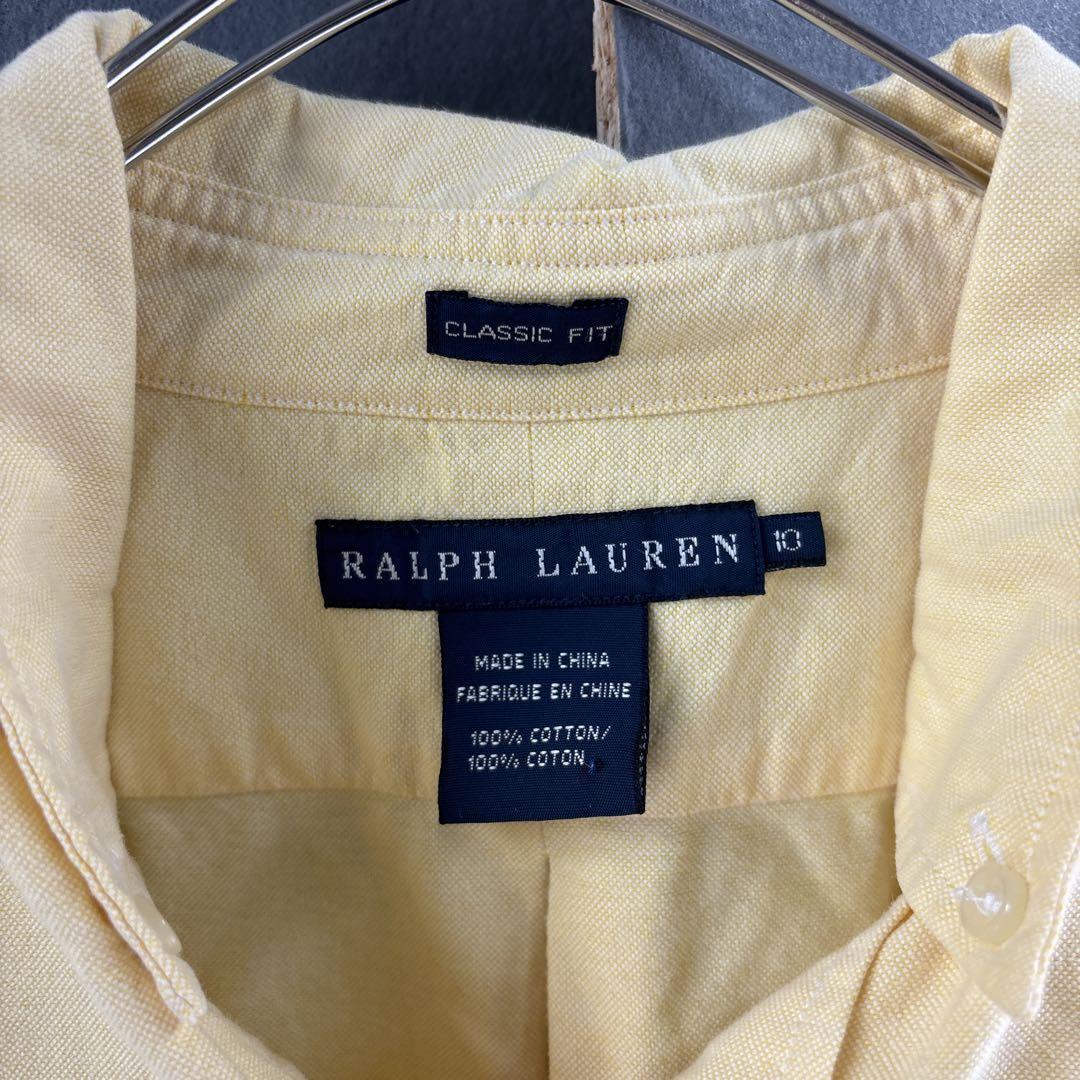 CLASSIC FIT
RALPH LAUREN 10
MADE IN CHINA
FABRIQUE EN CHINE
100% COTTON/
100% COTON